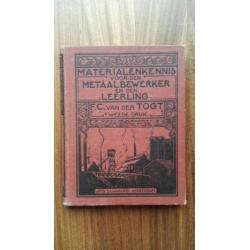 MATERIALENKENNIS
VOOR DEN
METAALBEWERKER
EN DEN
LEERLING
F.C. VAN DER TOGT
TWEEDE DRUK